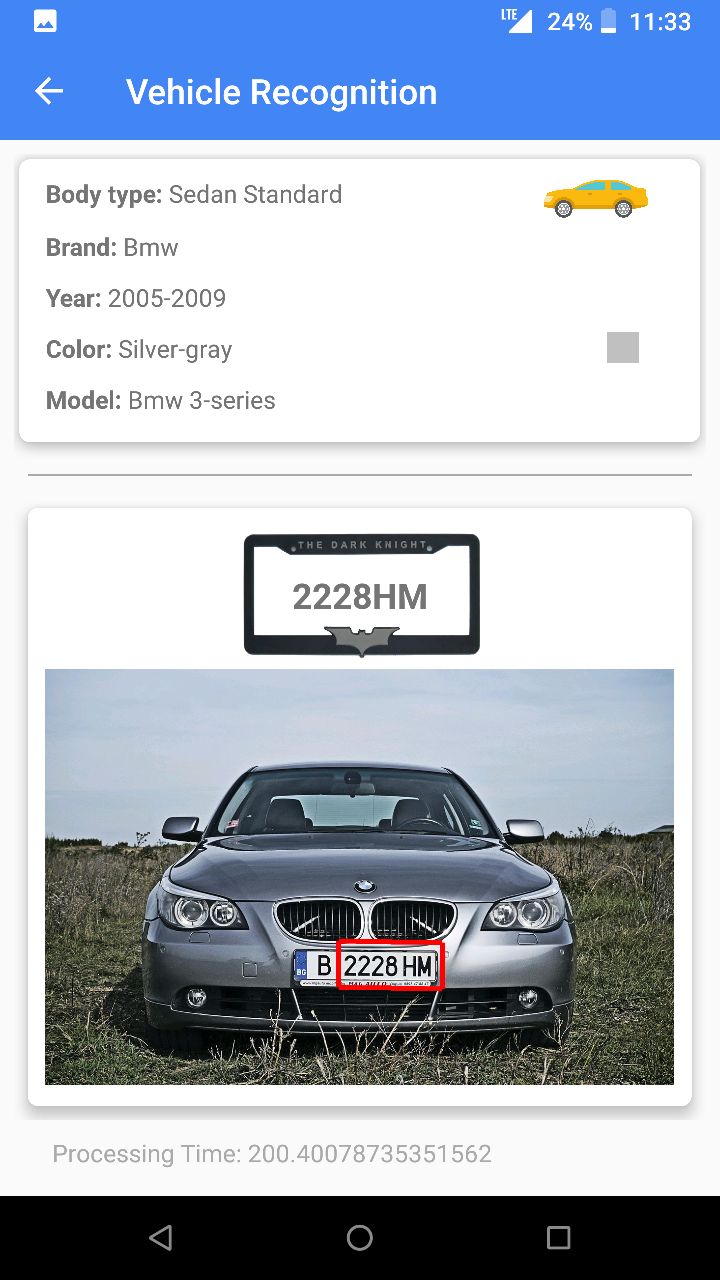 LTE 24% 11:33
Vehicle Recognition
Body type: Sedan Standard
Brand: Bmw
Year: 2005-2009
Color: Silver-gray
Model: Bmw 3-series
THE DARK KNIGHT
2228HM
BG B 2228 HM
Processing Time: 200.40078735351562